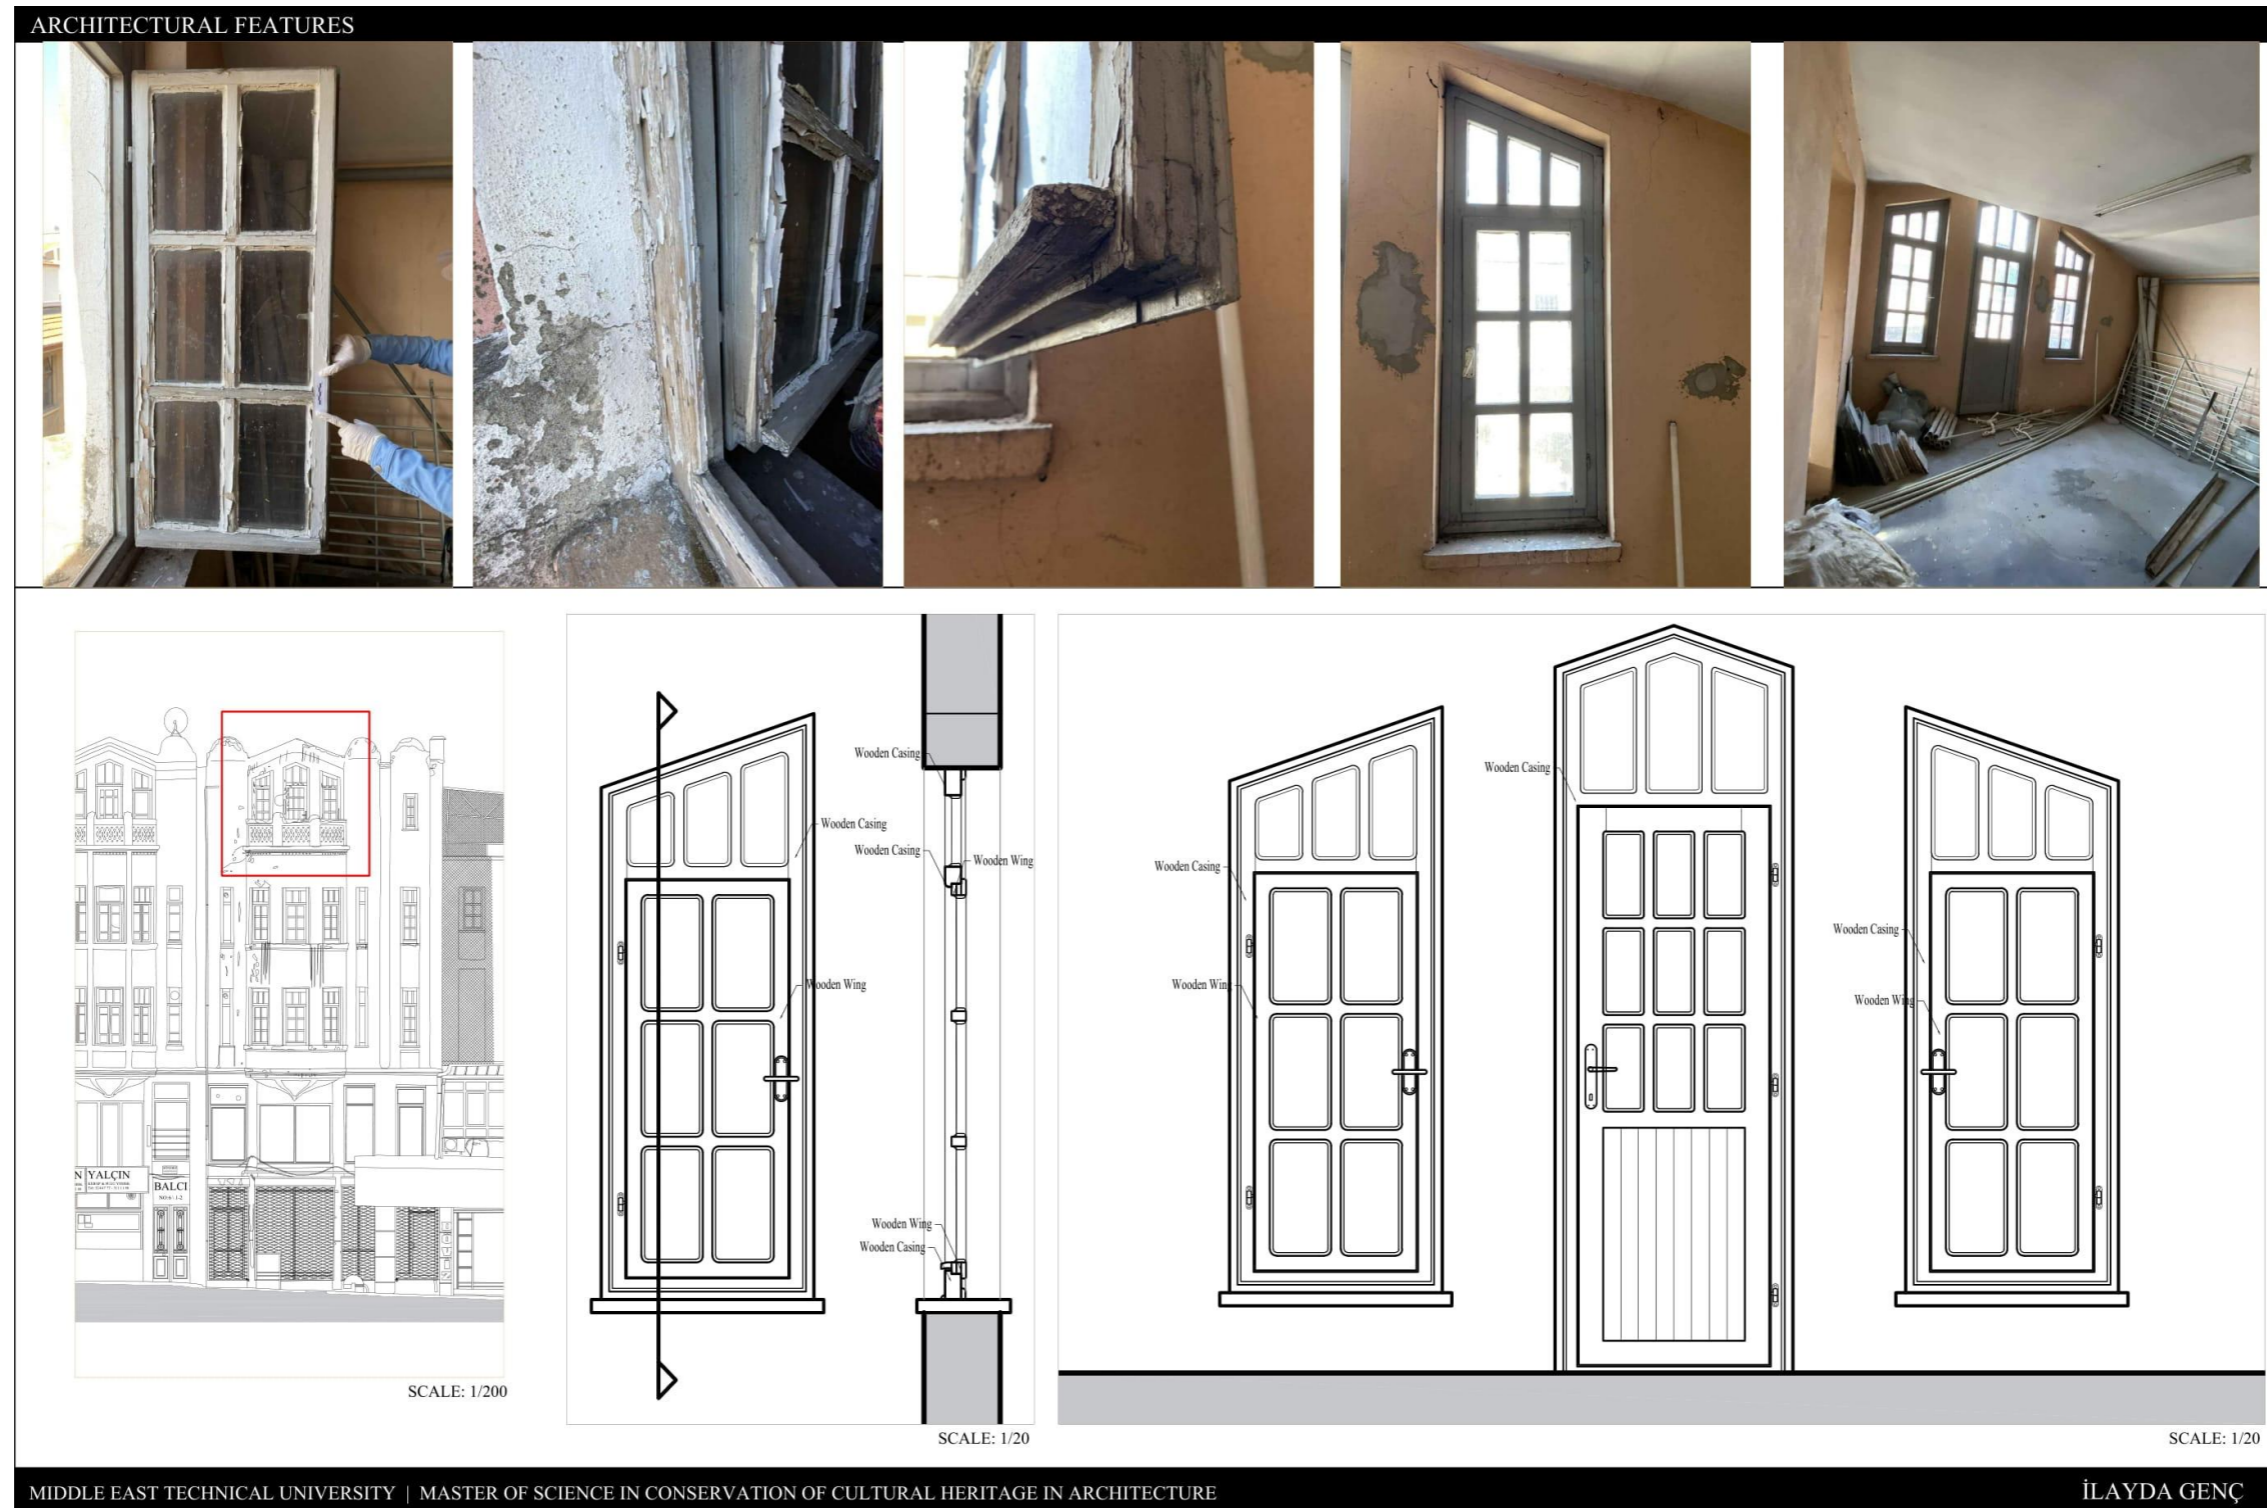 ARCHITECTURAL FEATURES
YALÇIN
BALCI
SCALE: 1/200
Wooden Casing
Wooden Casing
Wooden Casing
Wooden Wing
Wooden Wing
Wooden Wing
Wooden Casing
SCALE: 1/20
Wooden Casing
Wooden Casing
Wooden Wing
Wooden Casing
Wooden Wing
SCALE: 1/20
MIDDLE EAST TECHNICAL UNIVERSITY | MASTER OF SCIENCE IN CONSERVATION OF CULTURAL HERITAGE IN ARCHITECTURE
İLAYDA GENÇ